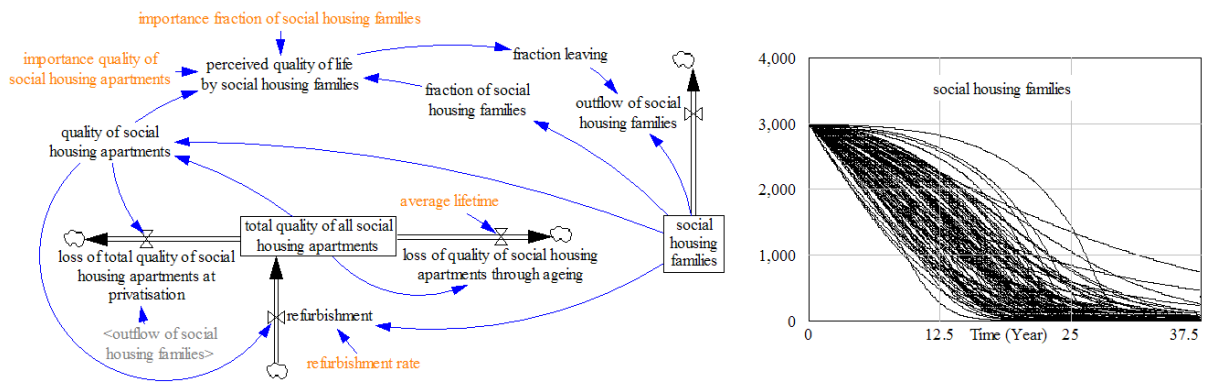 importance fraction of social housing families
importance quality of
social housing apartments
perceived quality of life
by social housing families
fraction leaving
fraction of social
housing families
outflow of social
housing families
quality of social
housing apartments
average lifetime
total quality of all social
housing apartments
social
housing
families
loss of total quality of social
housing apartments at
privatisation
loss of quality of social housing
apartments through ageing
refurbishment
<outflow of social
housing families>
refurbishment rate
4,000
social housing families
3,000
2,000
1,000
0
0
12.5
Time (Year)
25
37.5